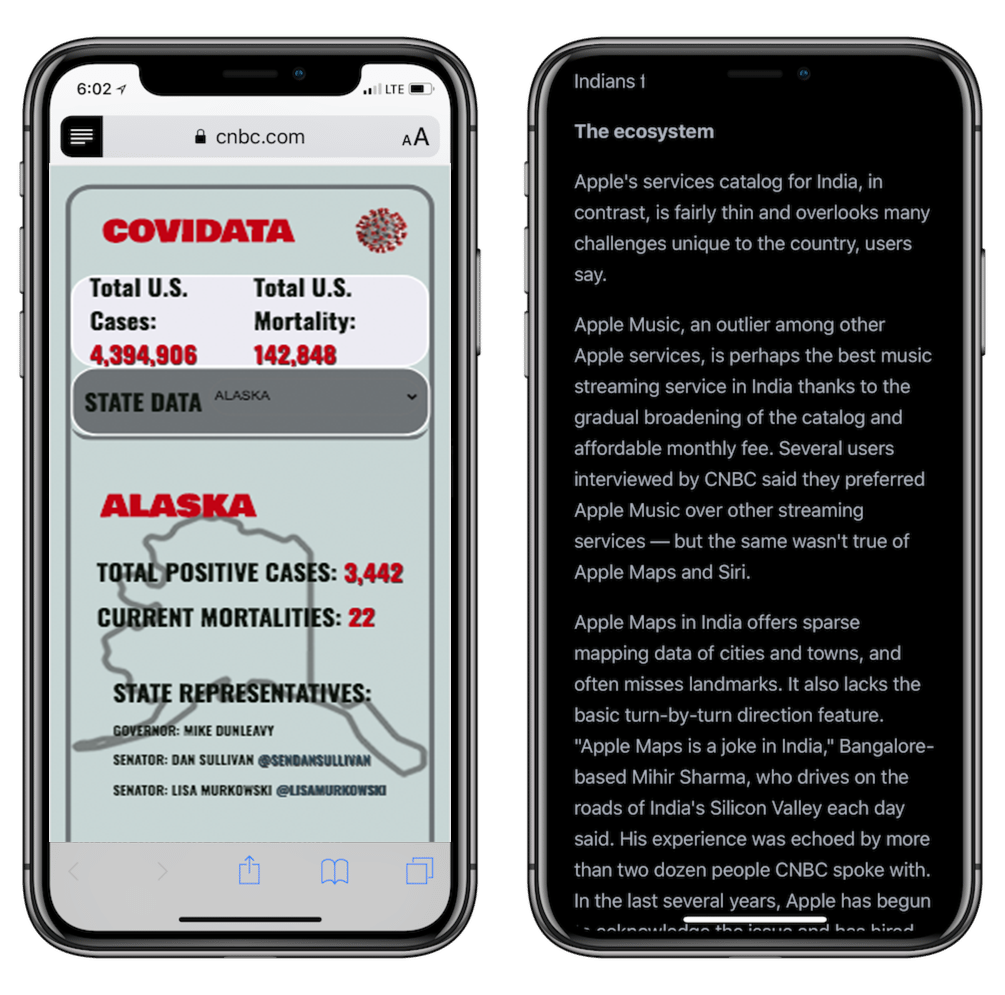 6:02
LTE
cnbc.com
AA
COVIDATA
Total U.S.
Cases:
4,394,906
Total U.S.
Mortality:
142,848
STATE DATA ALASKA
ALASKA
TOTAL POSITIVE CASES: 3,442
CURRENT MORTALITIES: 22
STATE REPRESENTATIVES:
GOVERNOR: MIKE DUNLEAVY
SENATOR: DAN SULLIVAN @SENDANSULLIVAN
SENATOR: LISA MURKOWSKI @LISAMURKOWSKI
Indians
The ecosystem
Apple's services catalog for India, in
contrast, is fairly thin and overlooks many
challenges unique to the country, users
say.
Apple Music, an outlier among other
Apple services, is perhaps the best music
streaming service in India thanks to the
gradual broadening of the catalog and
affordable monthly fee. Several users
interviewed by CNBC said they preferred
Apple Music over other streaming
services — but the same wasn't true of
Apple Maps and Siri.
Apple Maps in India offers sparse
mapping data of cities and towns, and
often misses landmarks. It also lacks the
basic turn-by-turn direction feature.
"Apple Maps is a joke in India," Bangalore-
based Mihir Sharma, who drives on the
roads of India's Silicon Valley each day
said. His experience was echoed by more
than two dozen people CNBC spoke with.
In the last several years, Apple has begun
acknowledge the issue and has hired